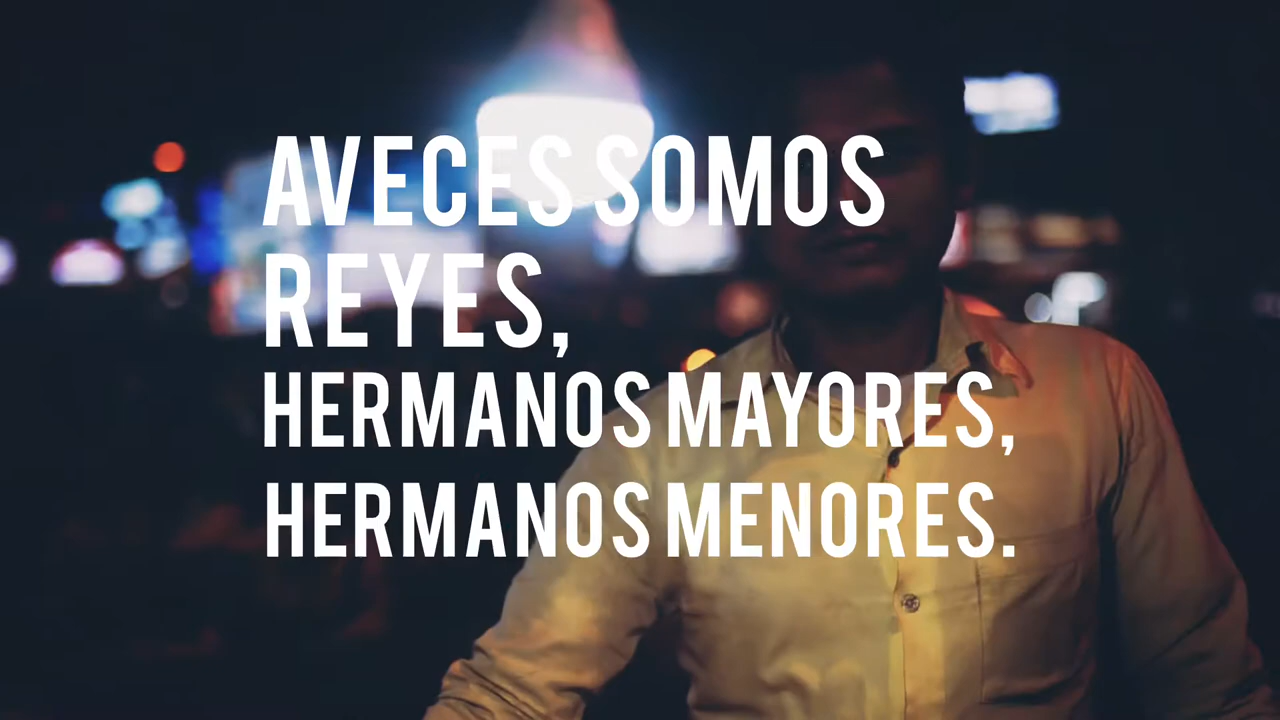 AVECES SOMOS
REYES,
HERMANOS MAYORES,
HERMANOS MENORES.